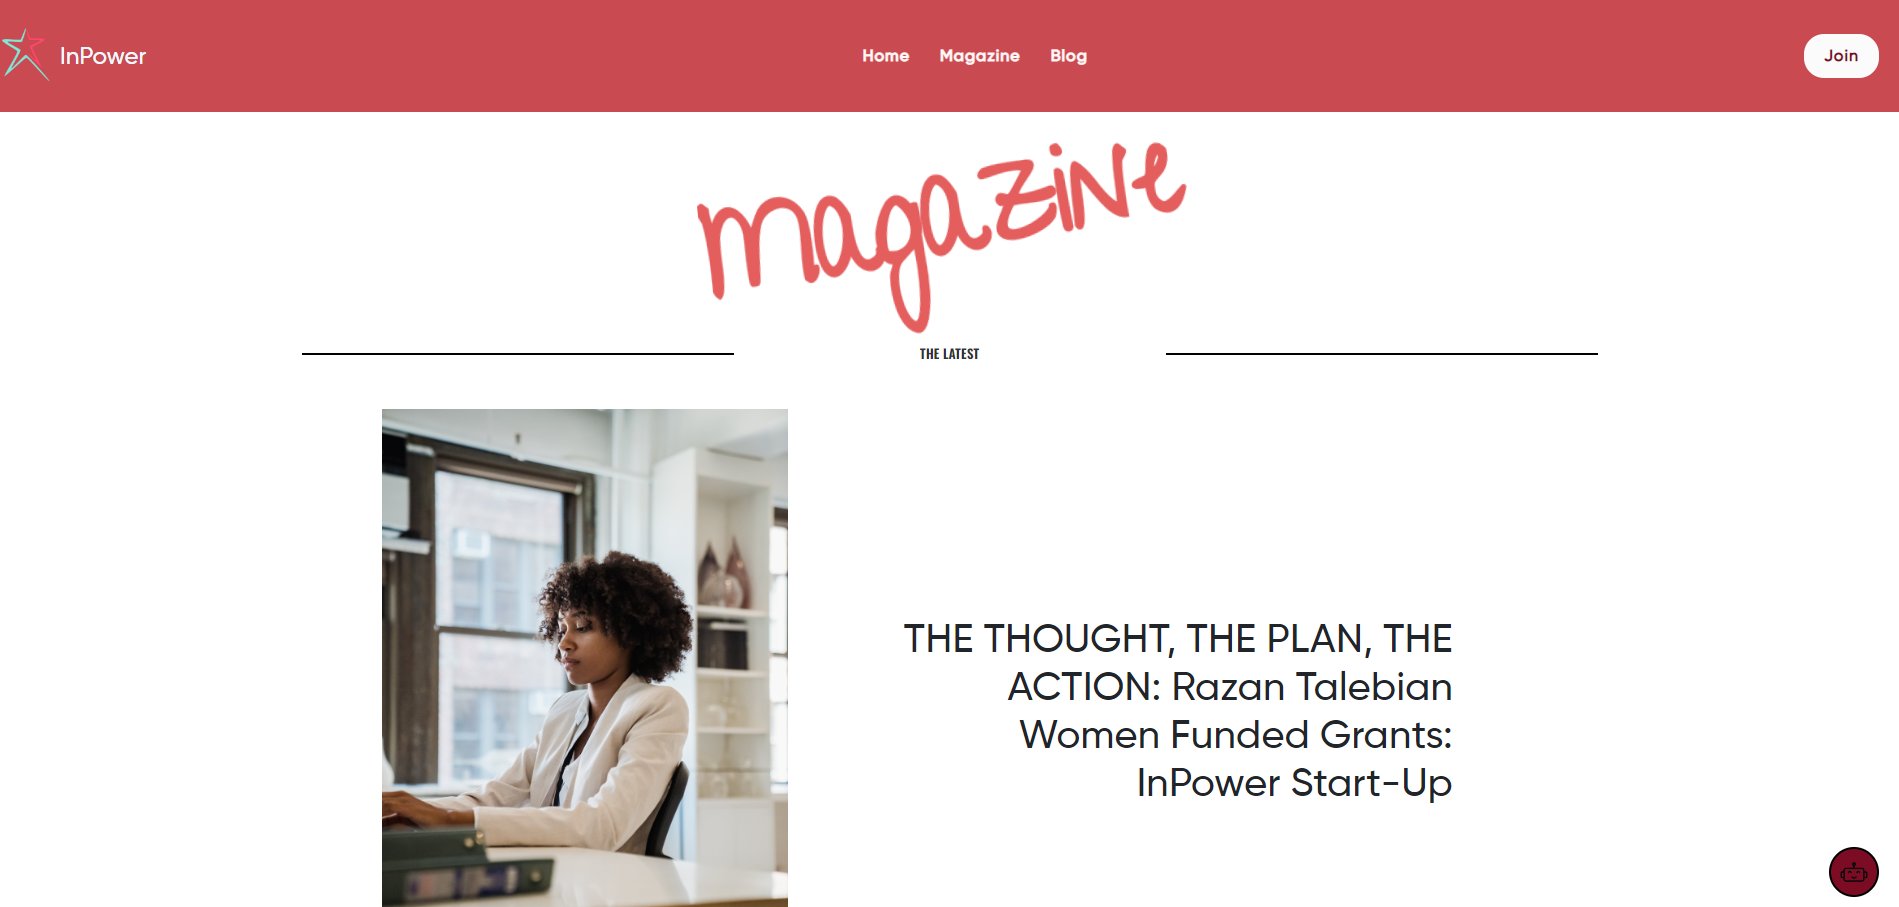 InPower
Home
Magazine
Blog
Join
magazine
THE LATEST
THE THOUGHT, THE PLAN, THE
ACTION: Razan Talebian
Women Funded Grants:
InPower Start-Up